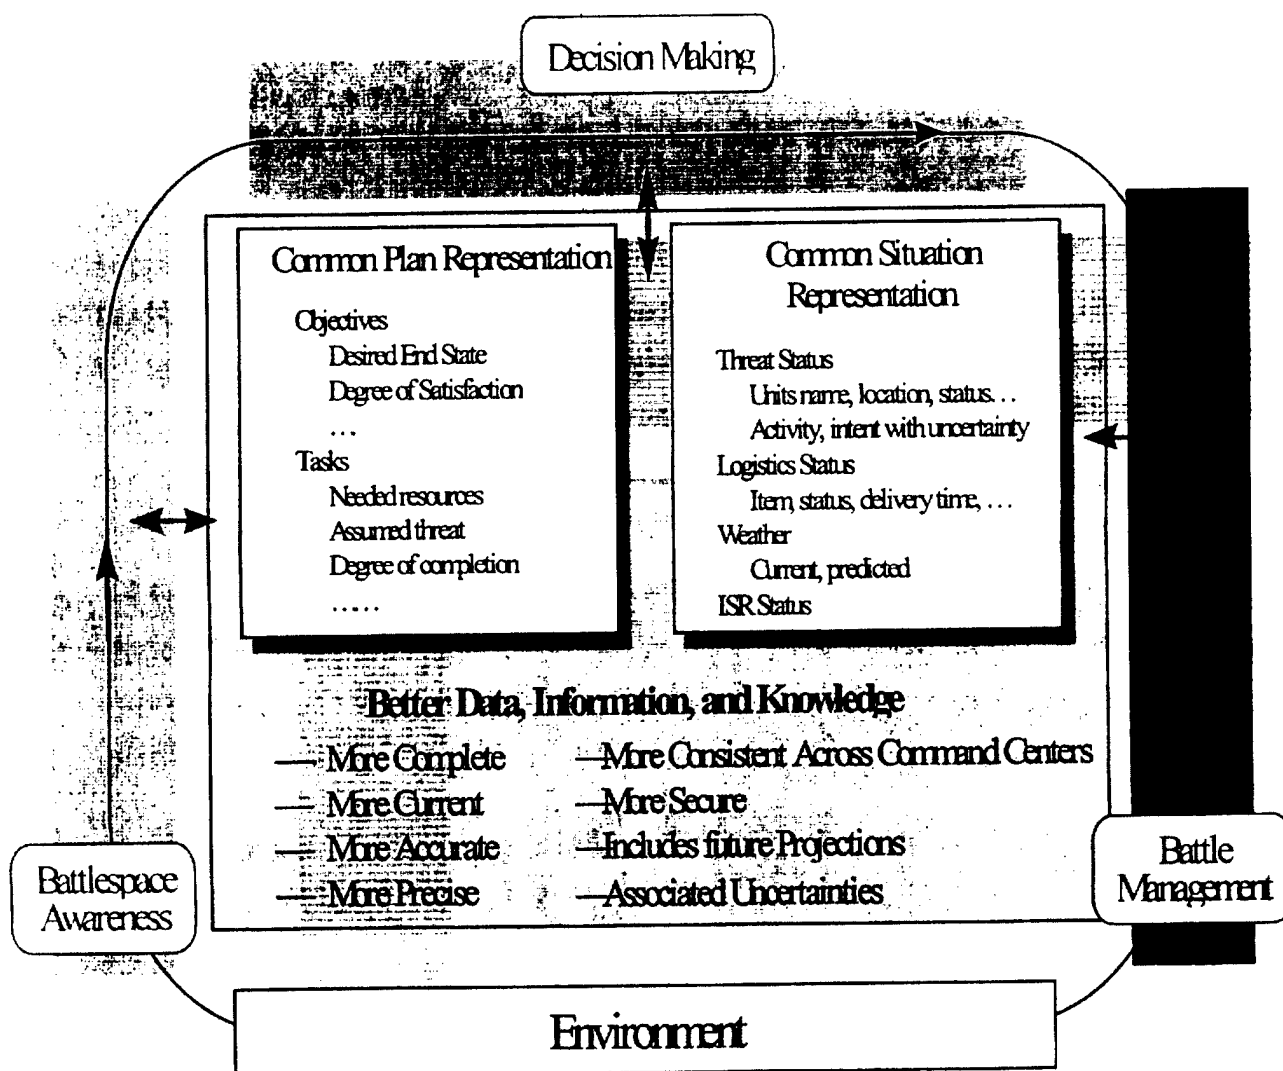 Decision Making
Common Plan Representation
Objectives
Desired End State
Degree of Satisfaction
…
Tasks
Needed resources
Assumed threat
Degree of completion
……
Common Situation
Representation
Threat Status
Units name, location, status…
Activity, intent with uncertainty
Logistics Status
Item, status, delivery time, …
Weather
Current, predicted
ISR Status
Better Data, Information, and Knowledge
— More Complete
— More Current
— More Accurate
— More Precise
—More Consistent Across Command Centers
—More Secure
—Includes future Projections
—Associated Uncertainties
Battlespace
Awareness
Battle
Management
Environment